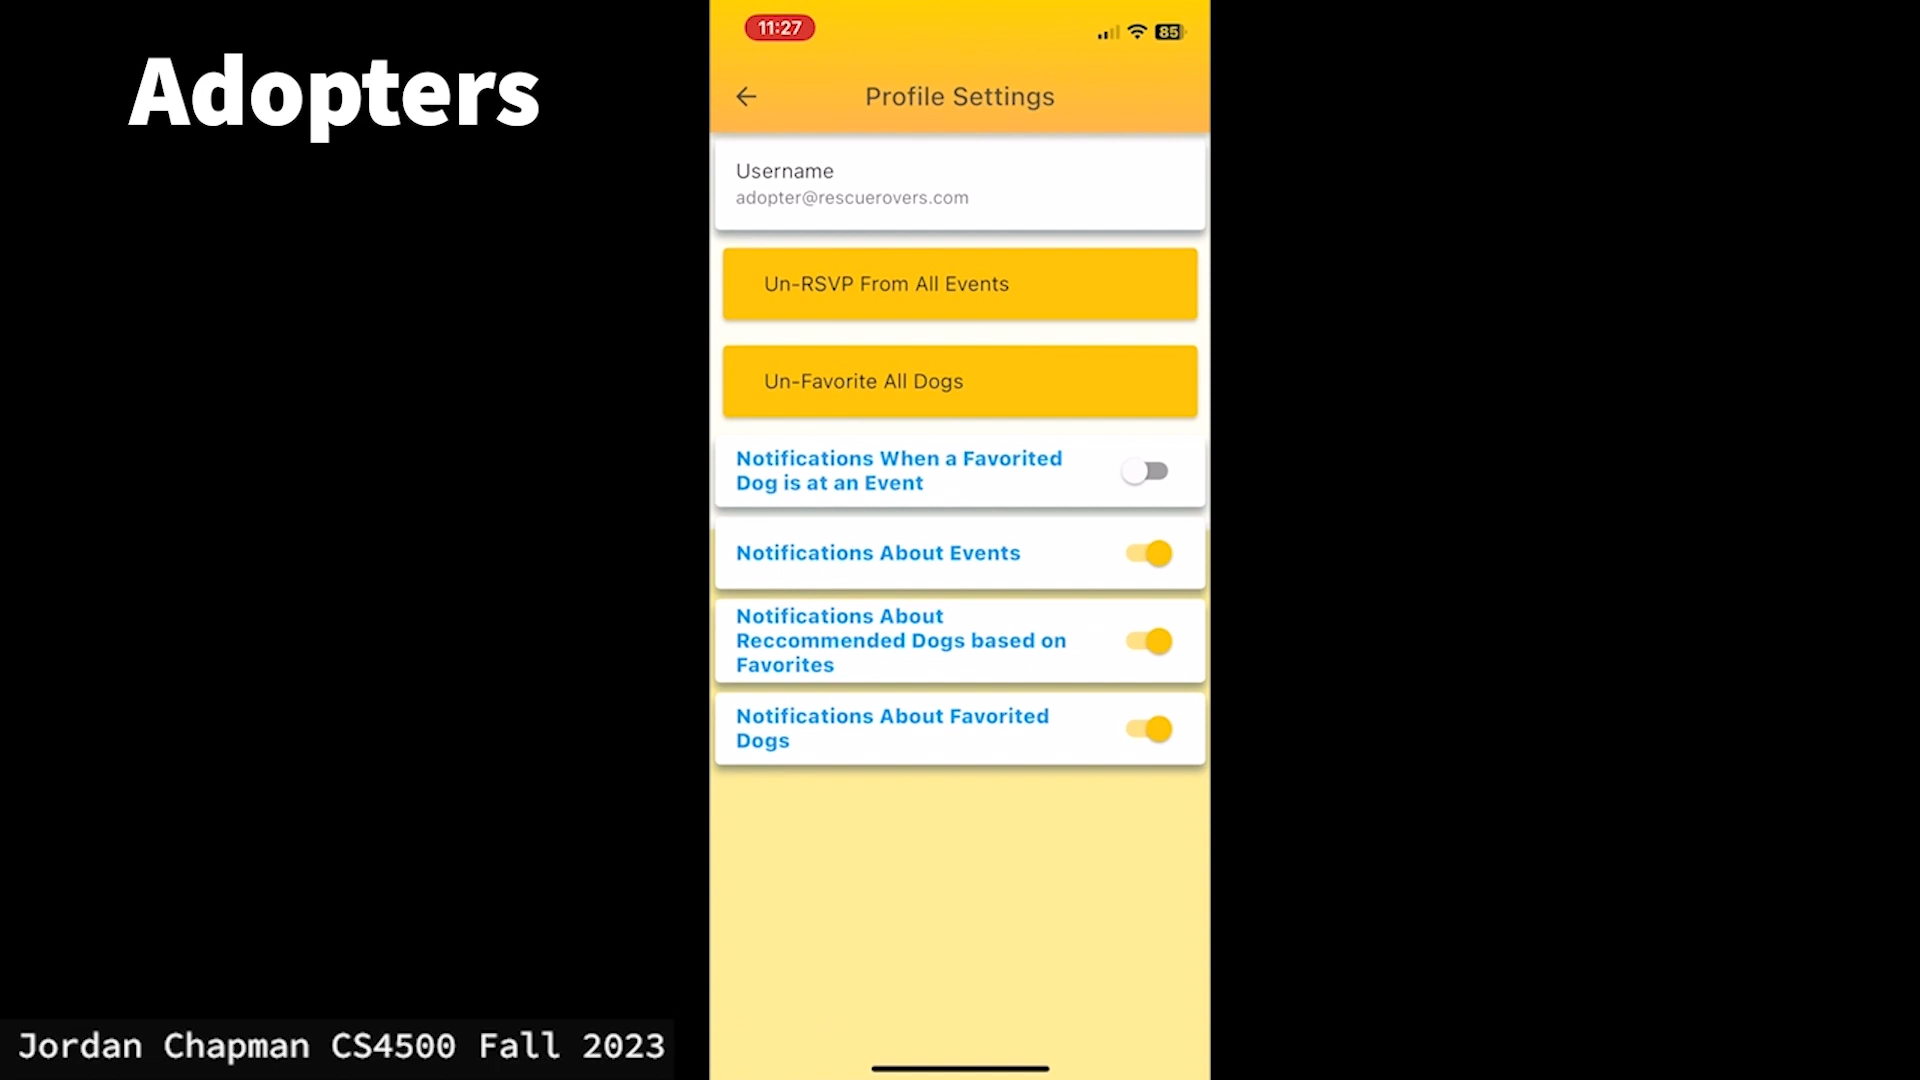 Adopters
11:27
85
Profile Settings
Username
adopter@rescuerovers.com
Un-RSVP From All Events
Un-Favorite All Dogs
Notifications When a Favorited
Dog is at an Event
Notifications About Events
Notifications About
Reccommended Dogs based on
Favorites
Notifications About Favorited
Dogs
Jordan Chapman CS4500 Fall 2023